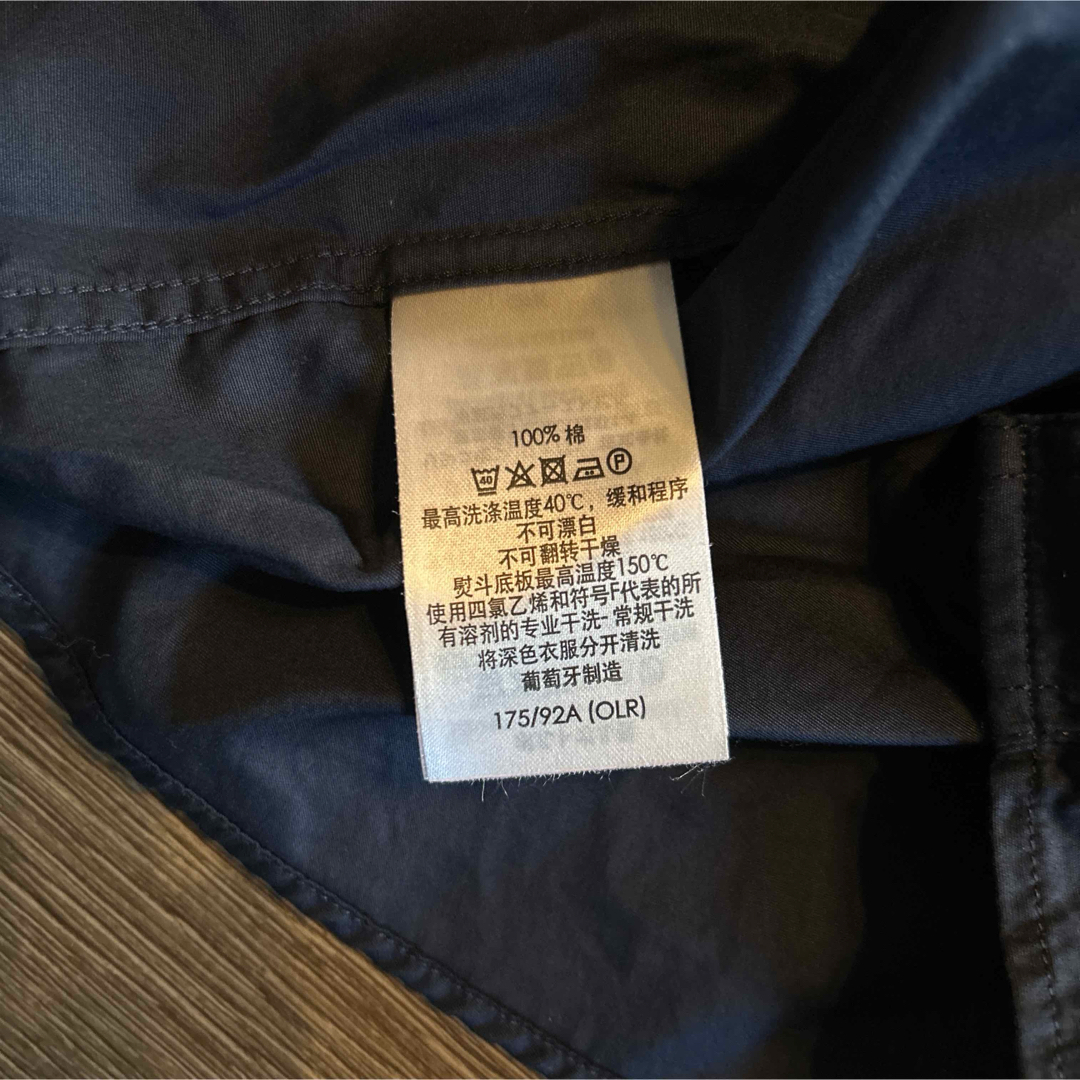 100% 棉
40 P
最高洗涤温度40℃，缓和程序
不可漂白
不可翻转干燥
熨斗底板最高温度150℃
使用四氯乙烯和符号F代表的所
有溶剂的专业干洗-常规干洗
将深色衣服分开清洗
葡萄牙制造
175/92A (OLR)